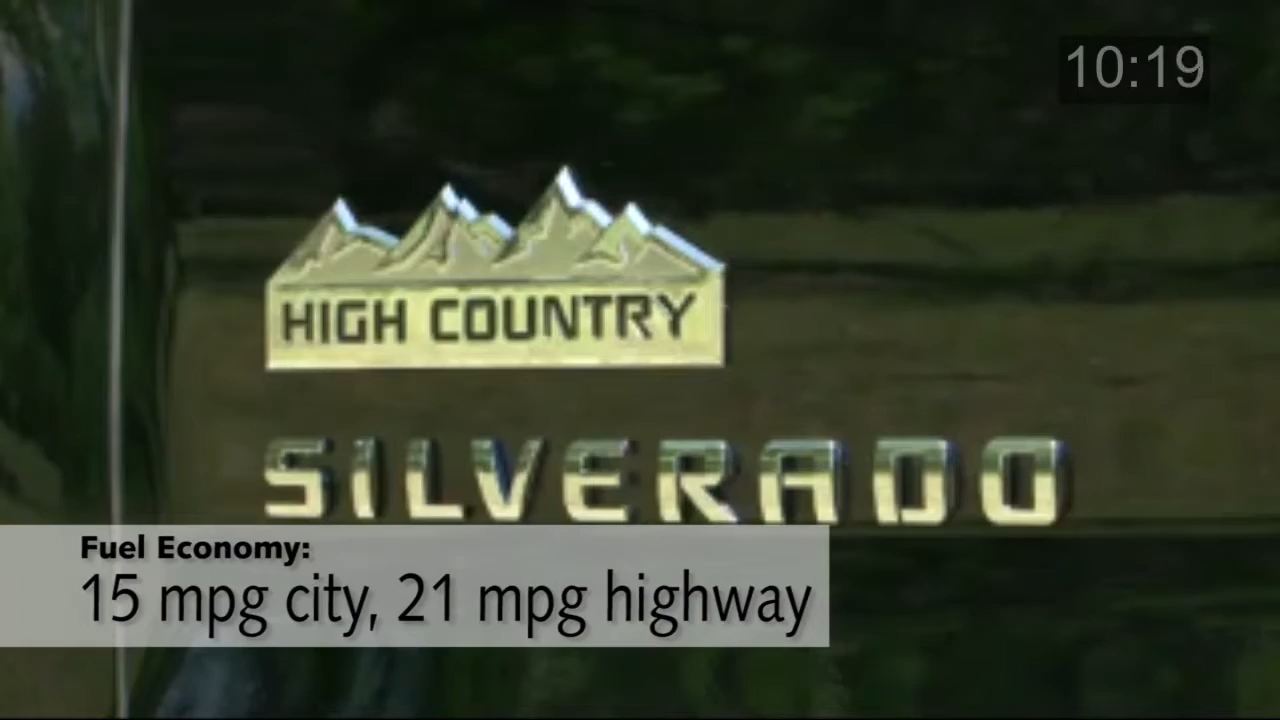 10:19
HIGH COUNTRY
SILVERADO
Fuel Economy:
15 mpg city, 21 mpg highway